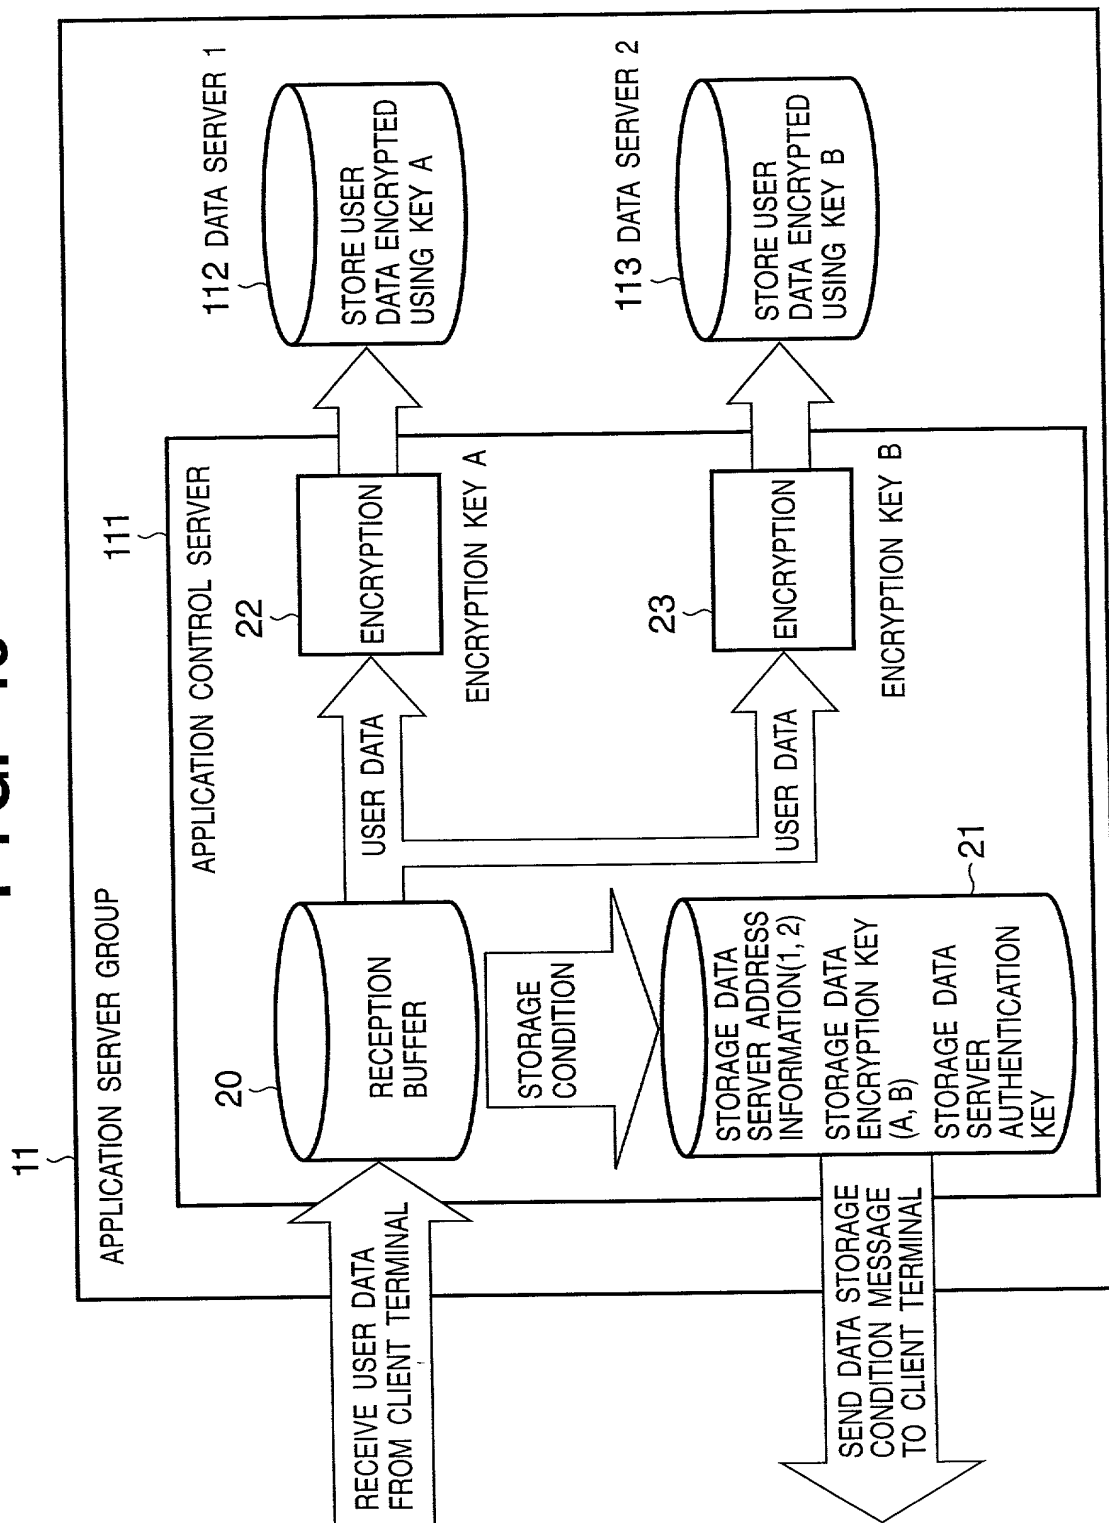 11
APPLICATION SERVER GROUP
111
APPLICATION CONTROL SERVER
RECEIVE USER DATA
FROM CLIENT TERMINAL
20
RECEPTION
BUFFER
USER DATA
22
ENCRYPTION
ENCRYPTION KEY A
112 DATA SERVER 1
STORE USER
DATA ENCRYPTED
USING KEY A
STORAGE
CONDITION
USER DATA
23
ENCRYPTION
ENCRYPTION KEY B
113 DATA SERVER 2
STORE USER
DATA ENCRYPTED
USING KEY B
21
STORAGE DATA
SERVER ADDRESS
INFORMATION(1, 2)
STORAGE DATA
ENCRYPTION KEY
(A, B)
STORAGE DATA
SERVER
AUTHENTICATION
KEY
SEND DATA STORAGE
CONDITION MESSAGE
TO CLIENT TERMINAL